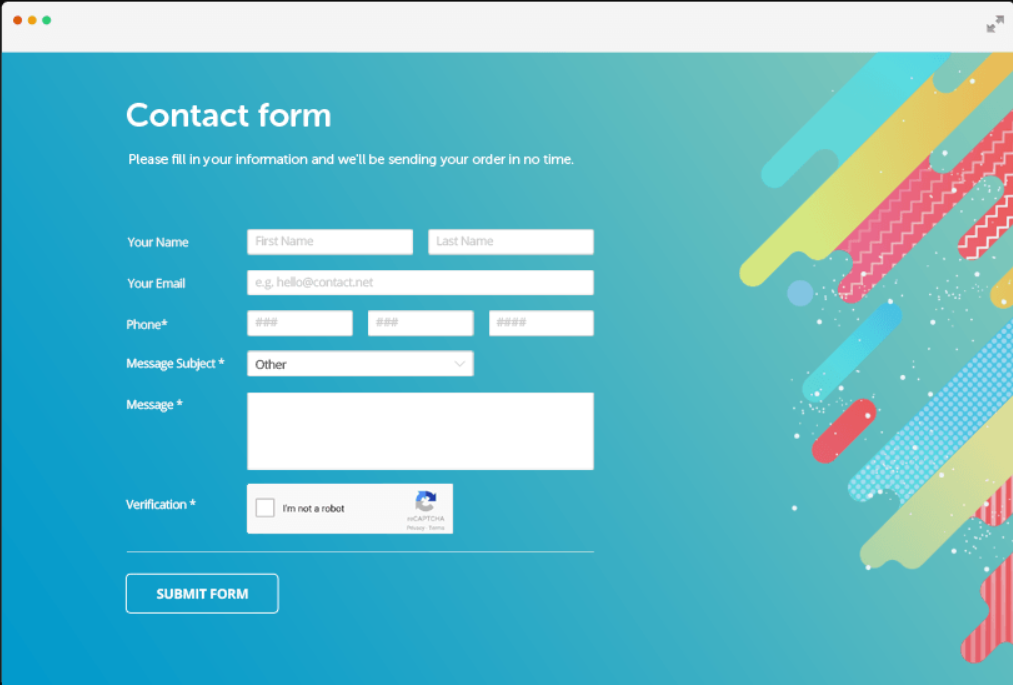 Contact form
Please fill in your information and we'll be sending your order in no time.
Your Name First Name Last Name
Your Email e.g. hello@contact.net
Phone* ### ### ####
Message Subject * Other
Message *
Verification * I'm not a robot
reCAPTCHA
Privacy Terms
SUBMIT FORM